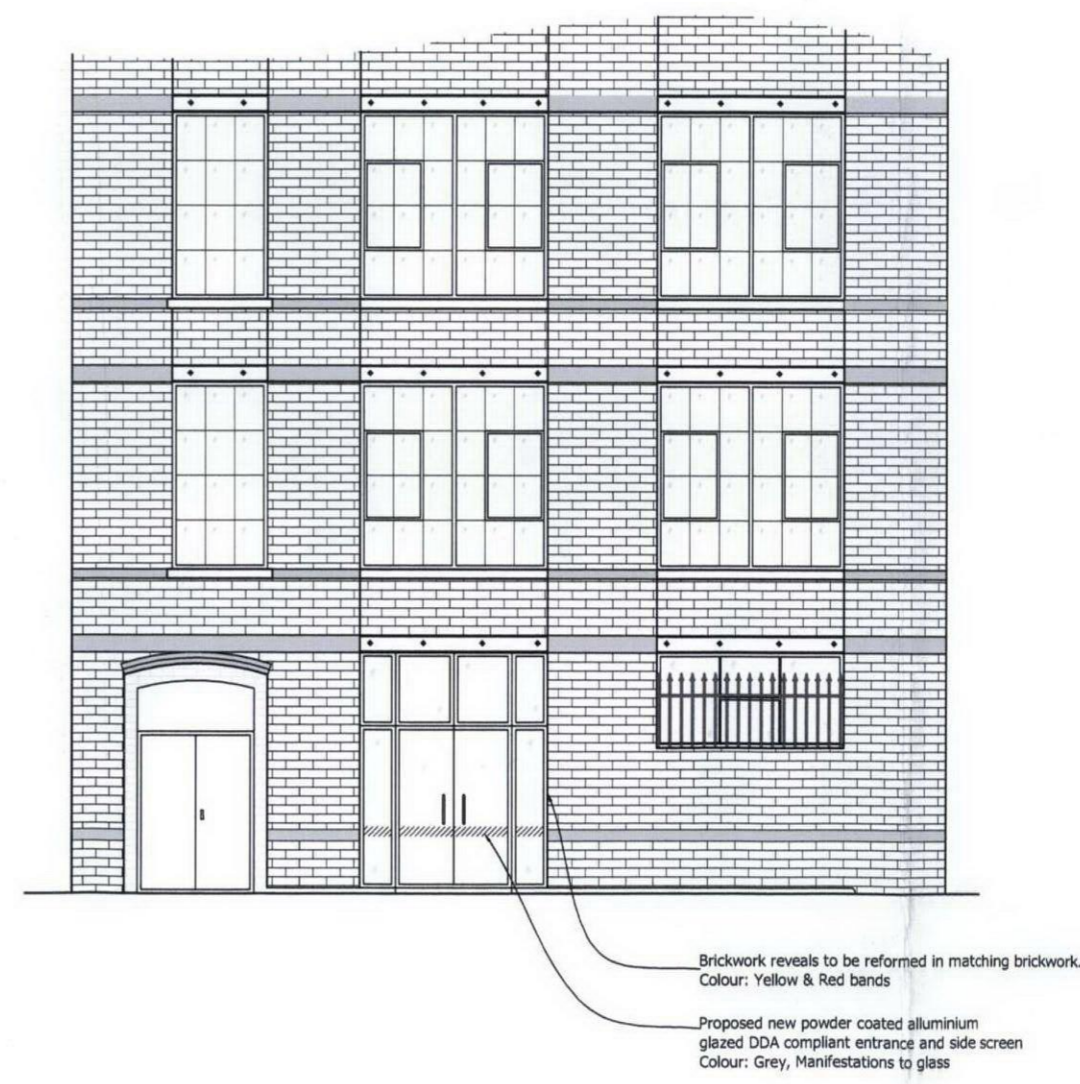 Brickwork reveals to be reformed in matching brickwork.
Colour: Yellow & Red bands
Proposed new powder coated alluminium
glazed DDA compliant entrance and side screen
Colour: Grey, Manifestations to glass